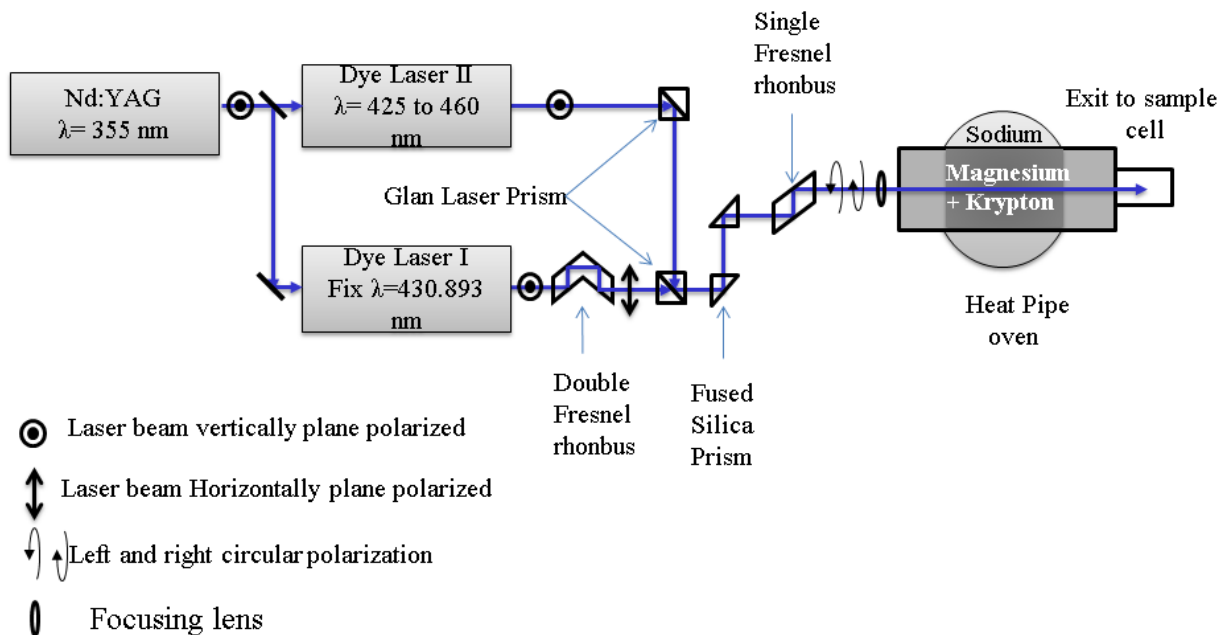 Nd:YAG
λ= 355 nm
Dye Laser II
λ= 425 to 460
nm
Single
Fresnel
rhonbus
Exit to sample
cell
Sodium
Magnesium
+ Krypton
Glan Laser Prism
Dye Laser I
Fix λ=430.893
nm
Heat Pipe
oven
Double
Fresnel
rhonbus
Fused
Silica
Prism
Laser beam vertically plane polarized
Laser beam Horizontally plane polarized
Left and right circular polarization
Focusing lens